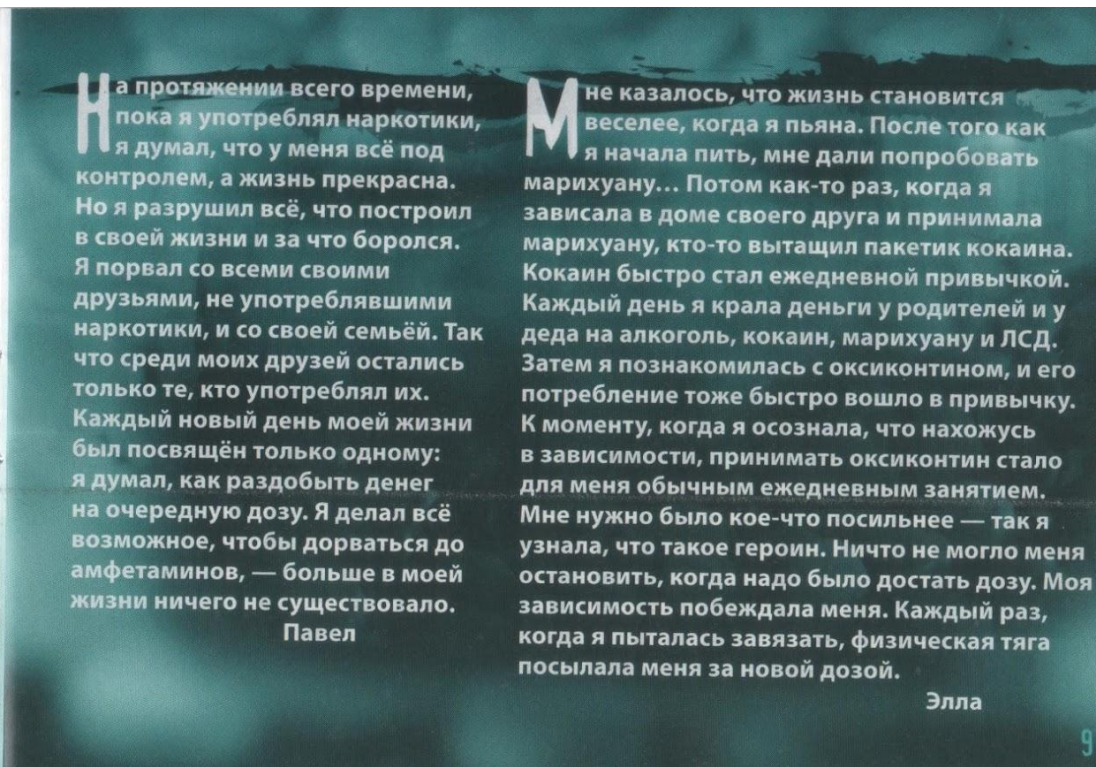 На протяжении всего времени,
пока я употреблял наркотики,
я думал, что у меня всё под
контролем, а жизнь прекрасна.
Но я разрушил всё, что построил
в своей жизни и за что боролся.
Я порвал со всеми своими
друзьями, не употреблявшими
наркотики, и со своей семьёй. Так
что среди моих друзей остались
только те, кто употреблял их.
Каждый новый день моей жизни
был посвящён только одному:
я думал, как раздобыть денег
на очередную дозу. Я делал всё
возможное, чтобы дорваться до
амфетаминов, — больше в моей
жизни ничего не существовало.
Павел
Мне казалось, что жизнь становится
веселее, когда я пьяна. После того как
я начала пить, мне дали попробовать
марихуану... Потом как-то раз, когда я
зависала в доме своего друга и принимала
марихуану, кто-то вытащил пакетик кокаина.
Кокаин быстро стал ежедневной привычкой.
Каждый день я крала деньги у родителей и у
деда на алкоголь, кокаин, марихуану и ЛСД.
Затем я познакомилась с оксиконтином, и его
потребление тоже быстро вошло в привычку.
К моменту, когда я осознала, что нахожусь
в зависимости, принимать оксиконтин стало
для меня обычным ежедневным занятием.
Мне нужно было кое-что посильнее — так я
узнала, что такое героин. Ничто не могло меня
остановить, когда надо было достать дозу. Моя
зависимость побеждала меня. Каждый раз,
когда я пыталась завязать, физическая тяга
посылала меня за новой дозой.
Элла
9